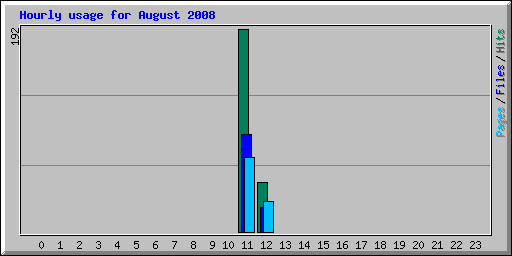 Hourly usage for August 2008
192
Pages/Files/Hits
0 1 2 3 4 5 6 7 8 9 10 11 12 13 14 15 16 17 18 19 20 21 22 23